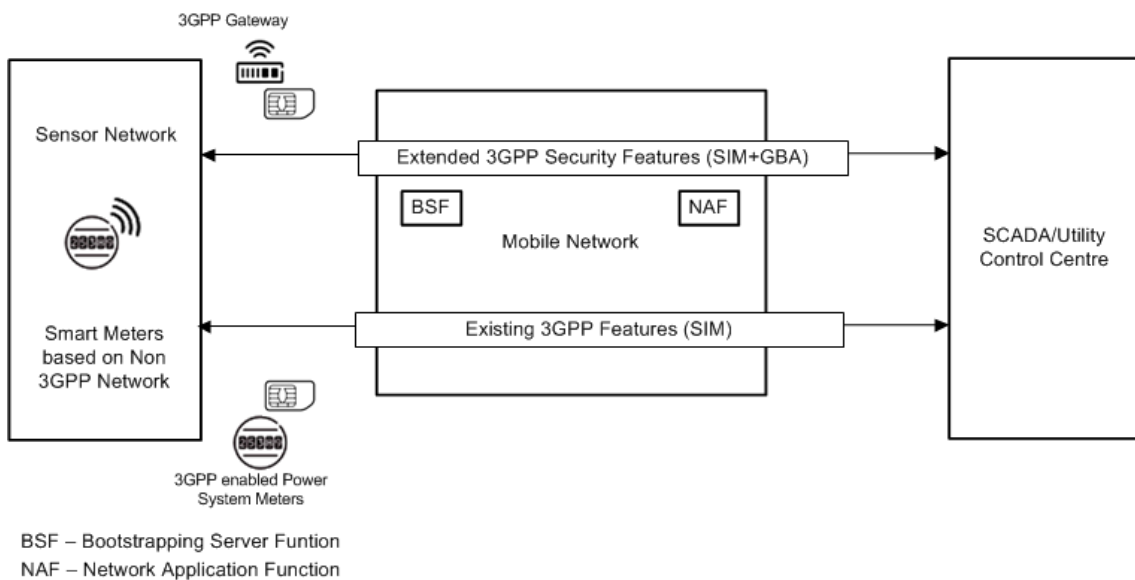 3GPP Gateway
Sensor Network
Extended 3GPP Security Features (SIM+GBA)
BSF
NAF
Mobile Network
SCADA/Utility
Control Centre
Existing 3GPP Features (SIM)
Smart Meters
based on Non
3GPP Network
3GPP enabled Power
System Meters
BSF – Bootstrapping Server Funtion
NAF – Network Application Function